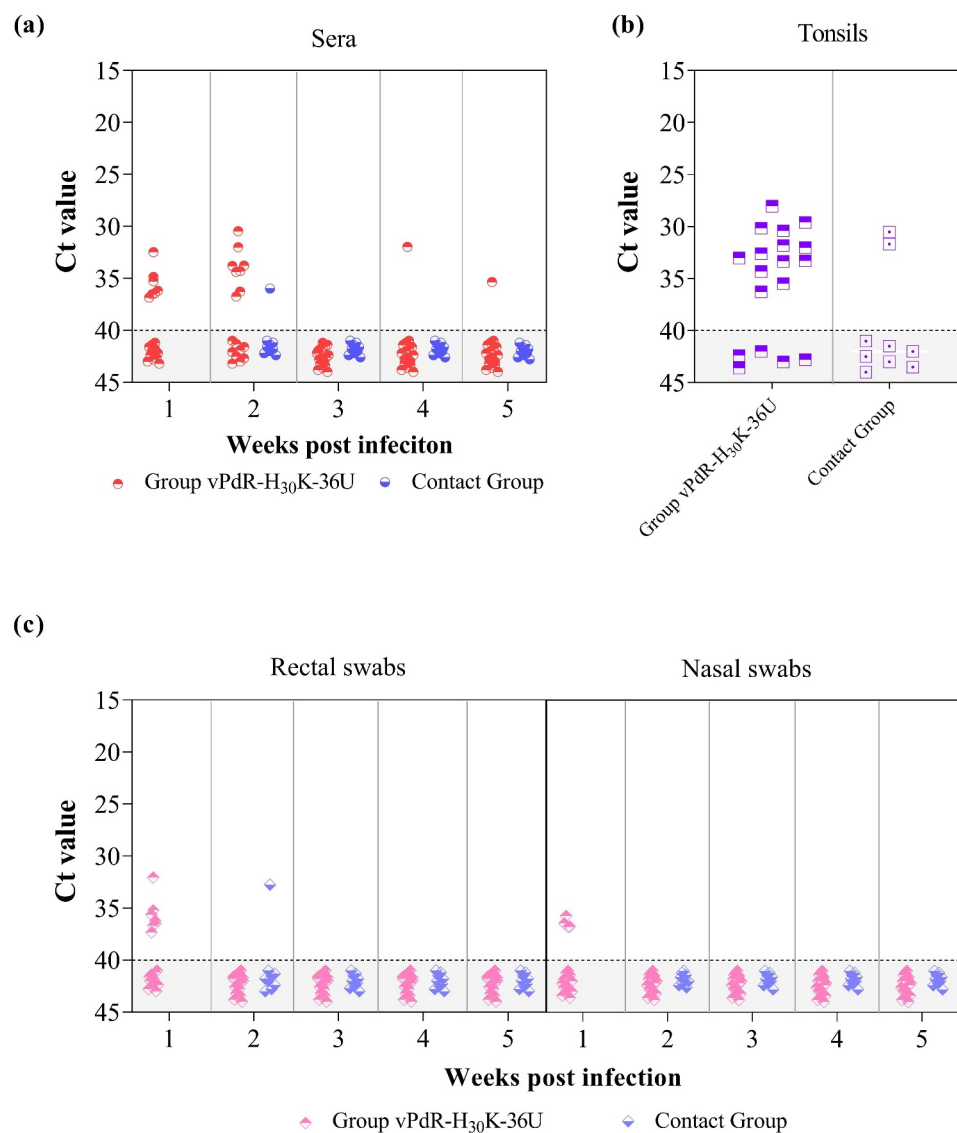 (a)
Sera
Ct value
15
20
25
30
35
40
45
1 2 3 4 5
Weeks post infeciton
Group vPdR-H₃₀K-36U Contact Group
(b)
Tonsils
Ct value
15
20
25
30
35
40
45
Group vPdR-H₃₀K-36U
Contact Group
(c)
Rectal swabs Nasal swabs
Ct value
15
20
25
30
35
40
45
1 2 3 4 5 1 2 3 4 5
Weeks post infection
Group vPdR-H₃₀K-36U Contact Group